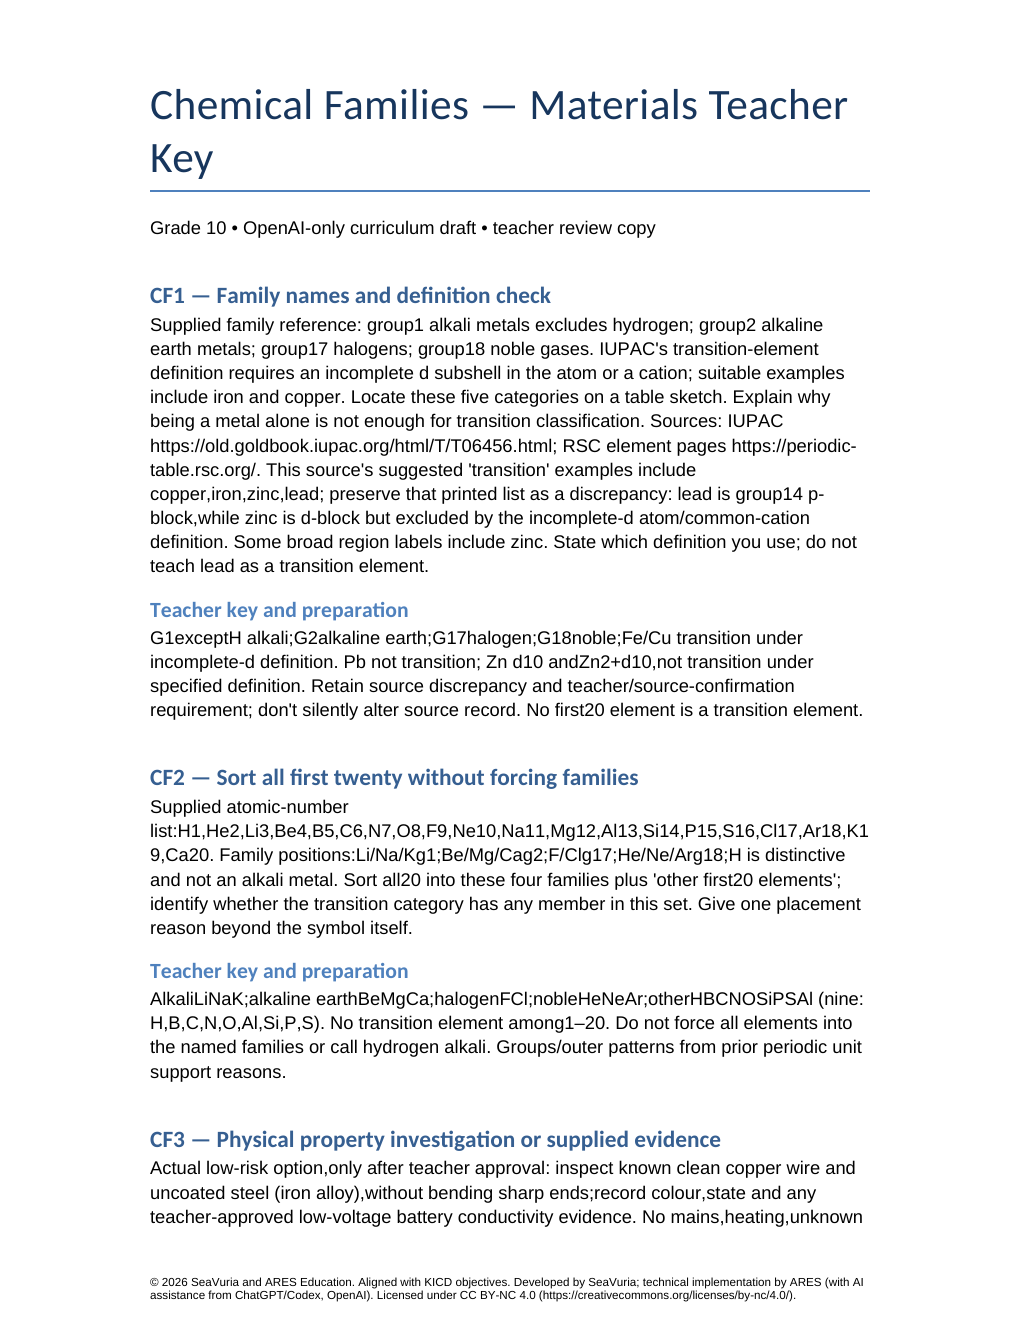 Chemical Families — Materials Teacher
Key
Grade 10 • OpenAI-only curriculum draft • teacher review copy
CF1 — Family names and definition check
Supplied family reference: group1 alkali metals excludes hydrogen; group2 alkaline
earth metals; group17 halogens; group18 noble gases. IUPAC's transition-element
definition requires an incomplete d subshell in the atom or a cation; suitable examples
include iron and copper. Locate these five categories on a table sketch. Explain why
being a metal alone is not enough for transition classification. Sources: IUPAC
https://old.goldbook.iupac.org/html/T/T06456.html; RSC element pages https://periodic-
table.rsc.org/. This source's suggested 'transition' examples include
copper,iron,zinc,lead; preserve that printed list as a discrepancy: lead is group14 p-
block,while zinc is d-block but excluded by the incomplete-d atom/common-cation
definition. Some broad region labels include zinc. State which definition you use; do not
teach lead as a transition element.
Teacher key and preparation
G1exceptH alkali;G2alkaline earth;G17halogen;G18noble;Fe/Cu transition under
incomplete-d definition. Pb not transition; Zn d10 andZn2+d10,not transition under
specified definition. Retain source discrepancy and teacher/source-confirmation
requirement; don't silently alter source record. No first20 element is a transition element.
CF2 — Sort all first twenty without forcing families
Supplied atomic-number
list:H1,He2,Li3,Be4,B5,C6,N7,O8,F9,Ne10,Na11,Mg12,Al13,Si14,P15,S16,Cl17,Ar18,K1
9,Ca20. Family positions:Li/Na/Kg1;Be/Mg/Cag2;F/Clg17;He/Ne/Arg18;H is distinctive
and not an alkali metal. Sort all20 into these four families plus 'other first20 elements';
identify whether the transition category has any member in this set. Give one placement
reason beyond the symbol itself.
Teacher key and preparation
AlkaliLiNaK;alkaline earthBeMgCa;halogenFCl;nobleHeNeAr;otherHBCNOSiPSAl (nine:
H,B,C,N,O,Al,Si,P,S). No transition element among1–20. Do not force all elements into
the named families or call hydrogen alkali. Groups/outer patterns from prior periodic unit
support reasons.
CF3 — Physical property investigation or supplied evidence
Actual low-risk option,only after teacher approval: inspect known clean copper wire and
uncoated steel (iron alloy),without bending sharp ends;record colour,state and any
teacher-approved low-voltage battery conductivity evidence. No mains,heating,unknown
© 2026 SeaVuria and ARES Education. Aligned with KICD objectives. Developed by SeaVuria; technical implementation by ARES (with AI
assistance from ChatGPT/Codex, OpenAI). Licensed under CC BY-NC 4.0 (https://creativecommons.org/licenses/by-nc/4.0/).